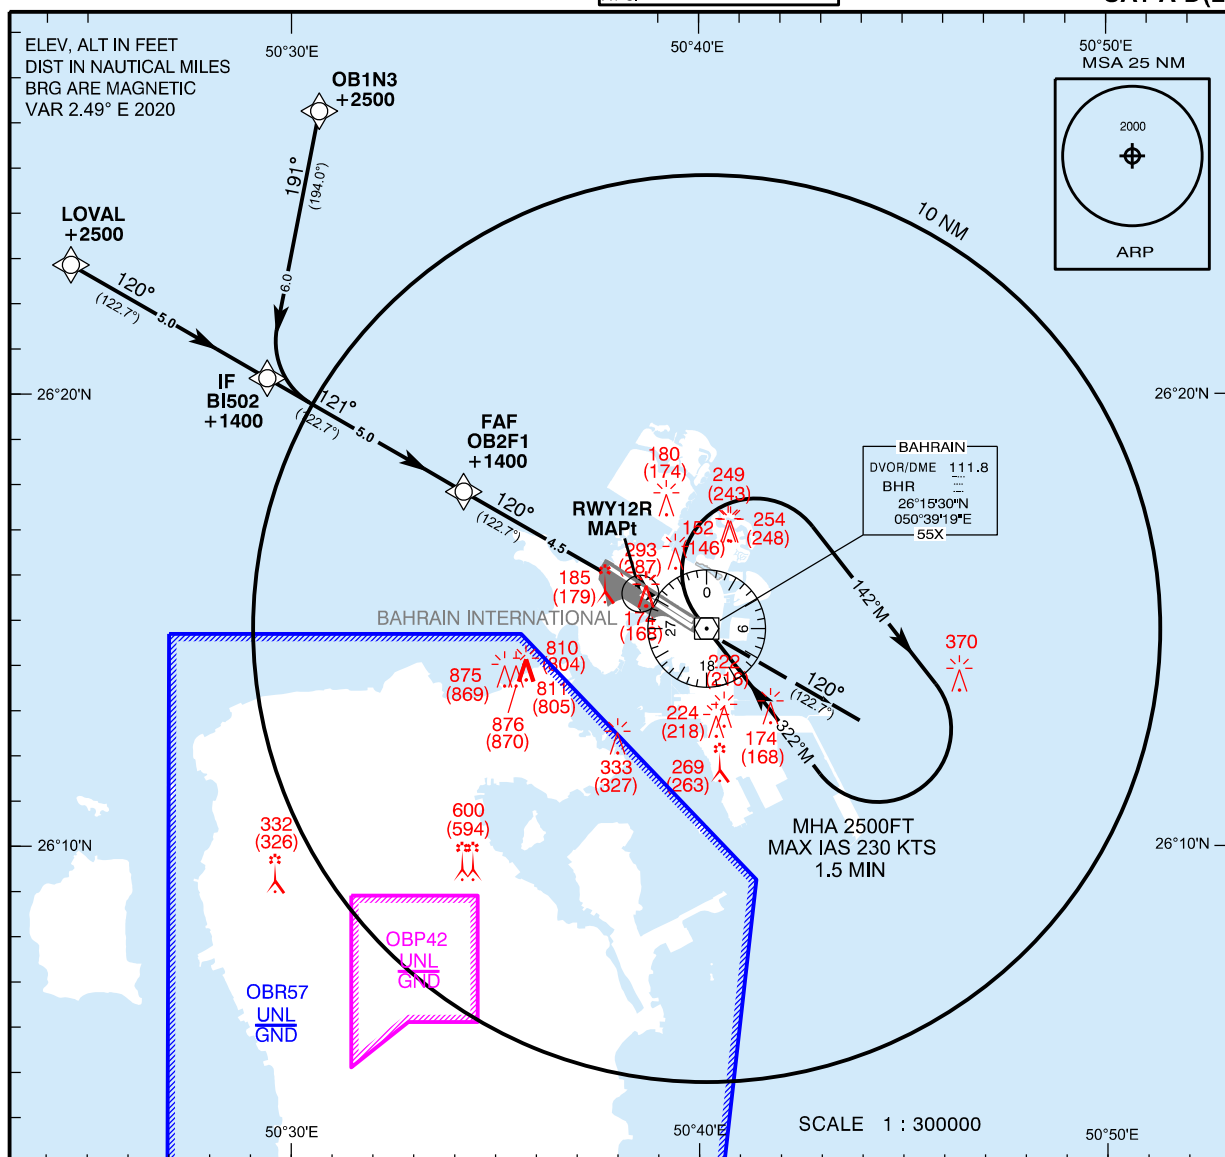 ELEV, ALT IN FEET
DIST IN NAUTICAL MILES
BRG ARE MAGNETIC
VAR 2.49° E 2020
50°30'E
50°40'E
50°50'E
MSA 25 NM
2000
ARP
OB1N3
+2500
191°
(194.0°)
6.0
LOVAL
+2500
120°
(122.7°)
5.0
10 NM
IF
BI502
+1400
26°20'N
26°20'N
121°
(122.7°)
5.0
FAF
OB2F1
+1400
120°
(122.7°)
4.5
RWY12R
MAPt
180
(174)
249
(243)
254
(248)
152
(146)
293
(287)
185
(179)
174
(168)
BAHRAIN
DVOR/DME 111.8
BHR
26°15'30"N
050°39'19"E
55X
BAHRAIN INTERNATIONAL
0
9
18
27
142°M
370
810
(804)
875
(869)
811
(805)
876
(870)
222
(216)
120°
(122.7°)
224
(218)
174
(168)
322°M
333
(327)
269
(263)
MHA 2500FT
MAX IAS 230 KTS
1.5 MIN
26°10'N
26°10'N
332
(326)
600
(594)
OBP42
UNL
GND
OBR57
UNL
GND
SCALE 1 : 300000
50°30'E
50°40'E
50°50'E